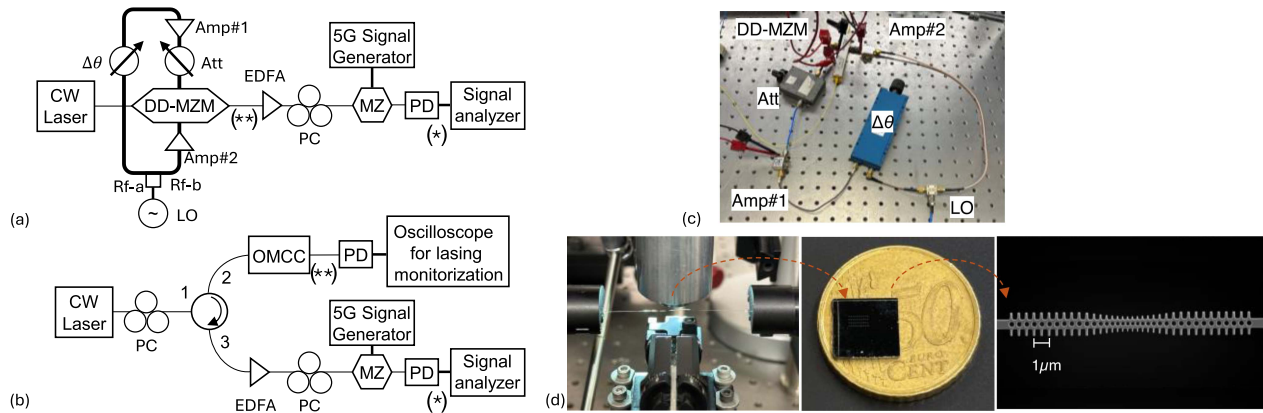 Amp#1
Δθ
Att
CW
Laser
DD-MZM
(**)
Amp#2
Rf-a
Rf-b
~
LO
EDFA
PC
5G Signal
Generator
MZ
PD
(*)
Signal
analyzer
(a)
CW
Laser
PC
1
2
3
OMCC
(**)
PD
Oscilloscope
for lasing
monitorization
EDFA
PC
5G Signal
Generator
MZ
PD
(*)
Signal
analyzer
(b)
DD-MZM
Amp#2
Att
Δθ
Amp#1
LO
(c)
50
CENT
1μm
(d)